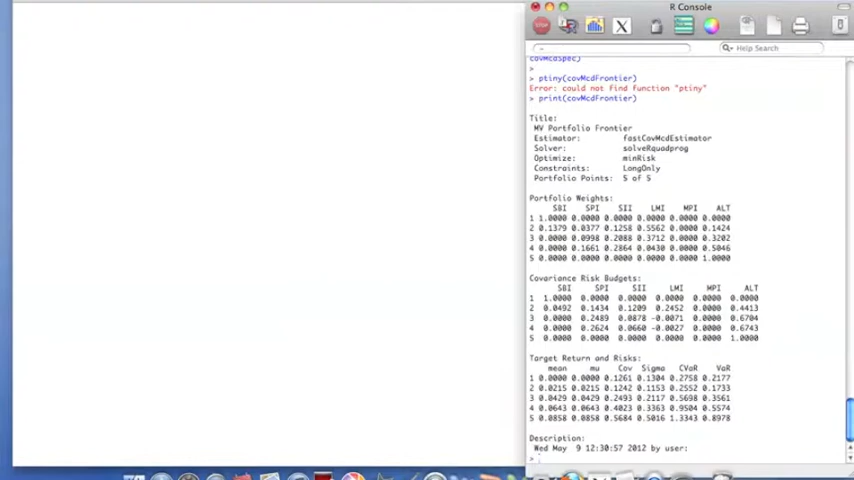 R Console
Help Search
covMcdSpec)
>
> ptiny(covMcdFrontier)
Error: could not find function "ptiny"
> print(covMcdFrontier)
Title:
MV Portfolio Frontier
Estimator: fastCovMcdEstimator
Solver: solveRquadprog
Optimize: minRisk
Constraints: LongOnly
Portfolio Points: 5 of 5
Portfolio Weights:
SBI SPI SII LMI MPI ALT
1 1.0000 0.0000 0.0000 0.0000 0.0000 0.0000
2 0.1379 0.0377 0.1258 0.5562 0.0000 0.1424
3 0.0000 0.0998 0.2088 0.3712 0.0000 0.3202
4 0.0000 0.1661 0.2864 0.0430 0.0000 0.5046
5 0.0000 0.0000 0.0000 0.0000 0.0000 1.0000
Covariance Risk Budgets:
SBI SPI SII LMI MPI ALT
1 1.0000 0.0000 0.0000 0.0000 0.0000 0.0000
2 0.0492 0.1434 0.1209 0.2452 0.0000 0.4413
3 0.0000 0.2489 0.0878 -0.0071 0.0000 0.6704
4 0.0000 0.2624 0.0660 -0.0027 0.0000 0.6743
5 0.0000 0.0000 0.0000 0.0000 0.0000 1.0000
Target Return and Risks:
mean mu Cov Sigma CVaR VaR
1 0.0000 0.0000 0.1261 0.1304 0.2758 0.2177
2 0.0215 0.0215 0.1242 0.1153 0.2552 0.1733
3 0.0429 0.0429 0.2493 0.2117 0.5698 0.3561
4 0.0643 0.0643 0.4023 0.3363 0.9504 0.5574
5 0.0858 0.0858 0.5684 0.5016 1.3343 0.8978
Description:
Wed May 9 12:30:57 2012 by user:
>